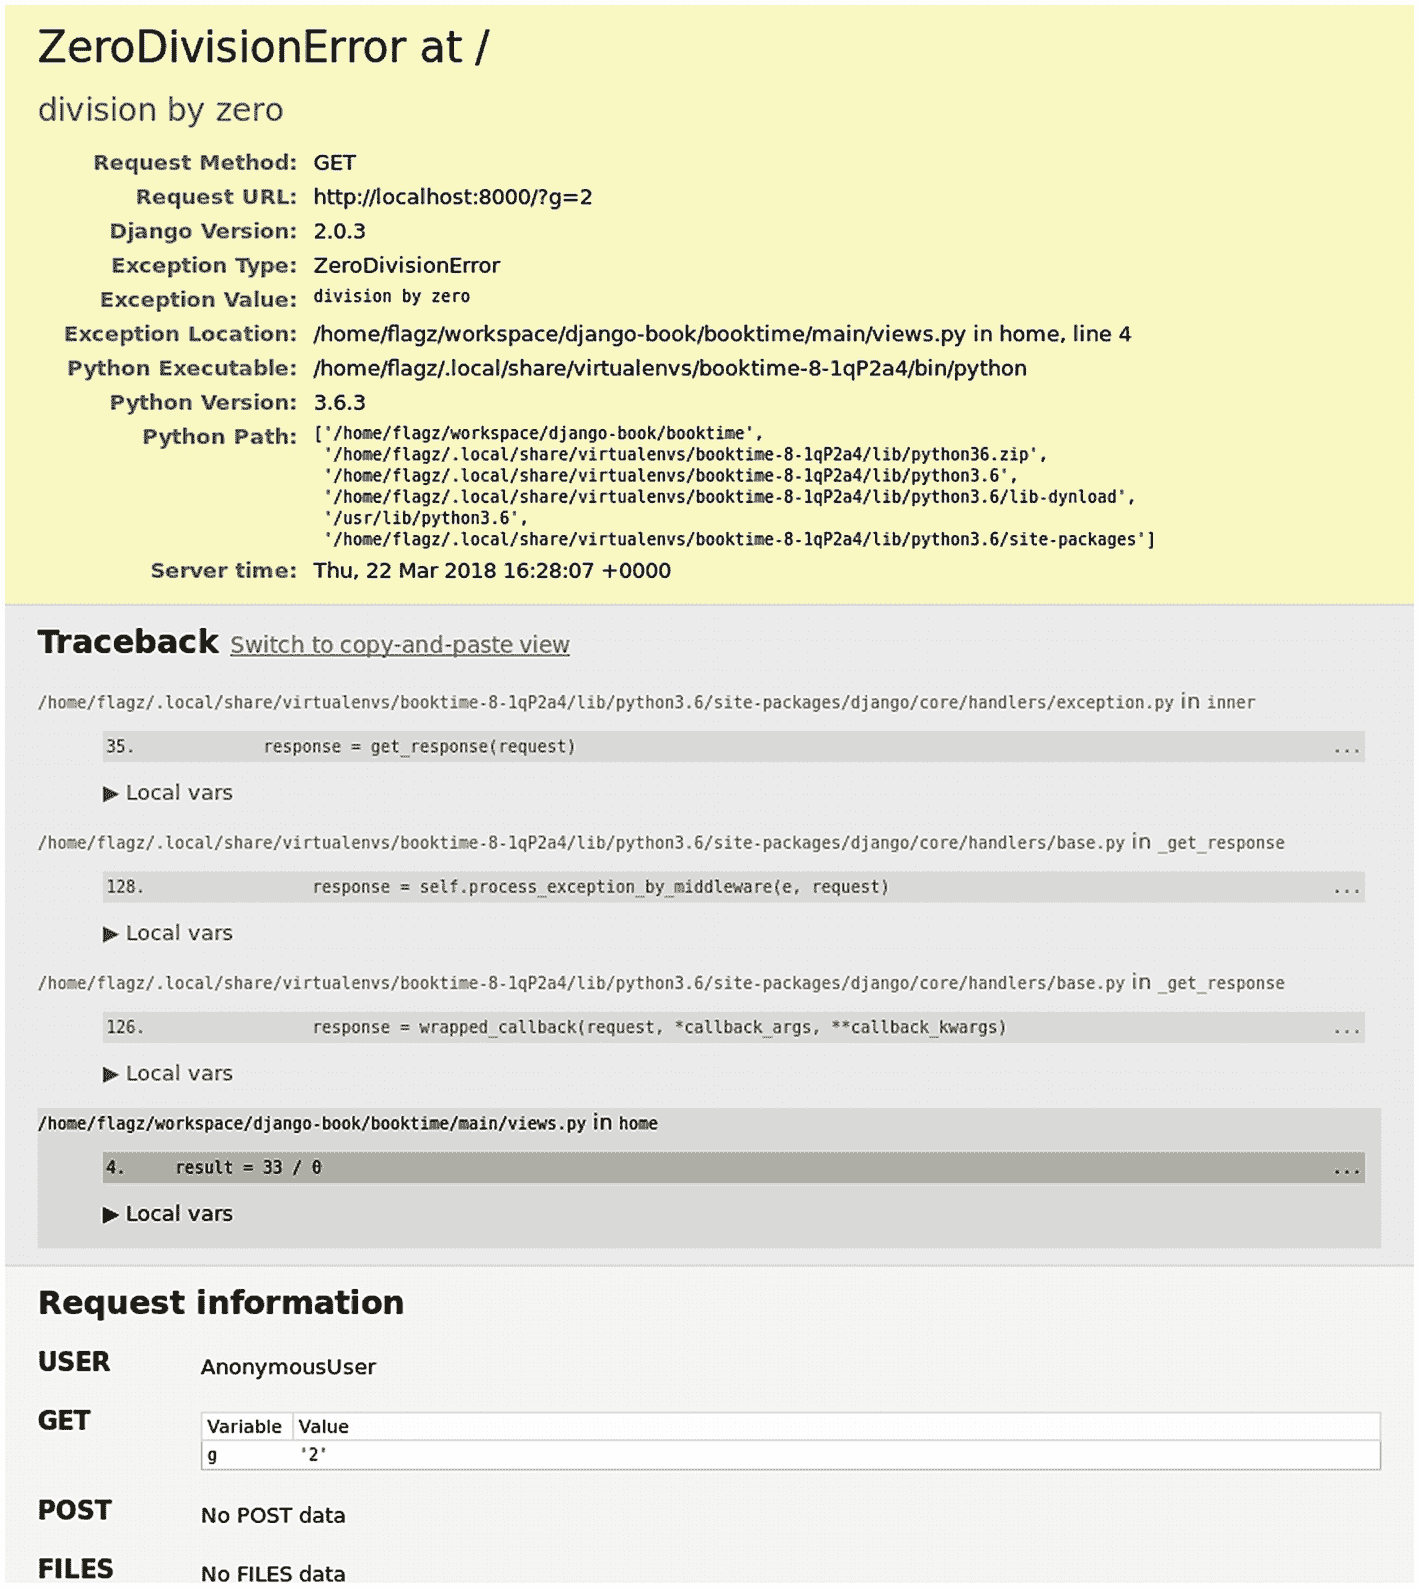 ZeroDivisionError at /
division by zero
Request Method: GET
Request URL: http://localhost:8000/?g=2
Django Version: 2.0.3
Exception Type: ZeroDivisionError
Exception Value: division by zero
Exception Location: /home/flagz/workspace/django-book/booktime/main/views.py in home, line 4
Python Executable: /home/flagz/.local/share/virtualenvs/booktime-8-1qP2a4/bin/python
Python Version: 3.6.3
Python Path: ['/home/flagz/workspace/django-book/booktime',
'/home/flagz/.local/share/virtualenvs/booktime-8-1qP2a4/lib/python36.zip',
'/home/flagz/.local/share/virtualenvs/booktime-8-1qP2a4/lib/python3.6',
'/home/flagz/.local/share/virtualenvs/booktime-8-1qP2a4/lib/python3.6/lib-dynload',
'/usr/lib/python3.6',
'/home/flagz/.local/share/virtualenvs/booktime-8-1qP2a4/lib/python3.6/site-packages']
Server time: Thu, 22 Mar 2018 16:28:07 +0000
Traceback Switch to copy-and-paste view
/home/flagz/.local/share/virtualenvs/booktime-8-1qP2a4/lib/python3.6/site-packages/django/core/handlers/exception.py in inner
35. response = get_response(request) ...
▶ Local vars
/home/flagz/.local/share/virtualenvs/booktime-8-1qP2a4/lib/python3.6/site-packages/django/core/handlers/base.py in _get_response
128. response = self.process_exception_by_middleware(e, request) ...
▶ Local vars
/home/flagz/.local/share/virtualenvs/booktime-8-1qP2a4/lib/python3.6/site-packages/django/core/handlers/base.py in _get_response
126. response = wrapped_callback(request, *callback_args, **callback_kwargs) ...
▶ Local vars
/home/flagz/workspace/django-book/booktime/main/views.py in home
4. result = 33 / 0 ...
▶ Local vars
Request information
USER AnonymousUser
GET Variable Value
g '2'
POST No POST data
FILES No FILES data